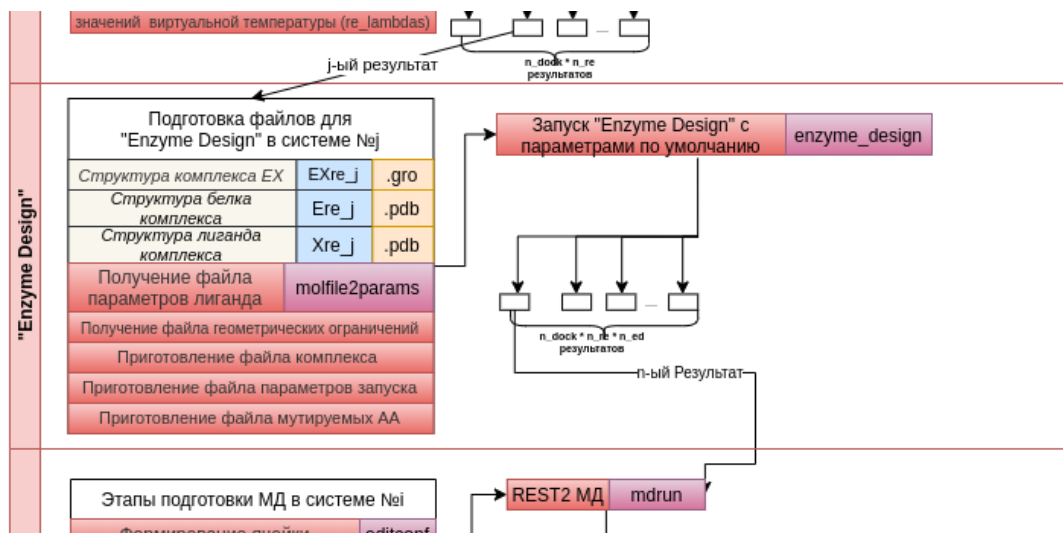 значений виртуальной температуры (re_lambdas)
...
n_dock * n_re
результатов
j-ый результат
"Enzyme Design"
Подготовка файлов для
"Enzyme Design" в системе №j
Структура комплекса EX
EXre_j
.gro
Структура белка
комплекса
Ere_j
.pdb
Структура лиганда
комплекса
Xre_j
.pdb
Получение файла
параметров лиганда
molfile2params
Получение файла геометрических ограничений
Приготовление файла комплекса
Приготовление файла параметров запуска
Приготовление файла мутируемых АА
Запуск "Enzyme Design" с
параметрами по умолчанию
enzyme_design
...
n_dock * n_re * n_ed
результатов
n-ый Результат
Этапы подготовки МД в системе №i
REST2 МД
mdrun
Формирование ячейки
editconf